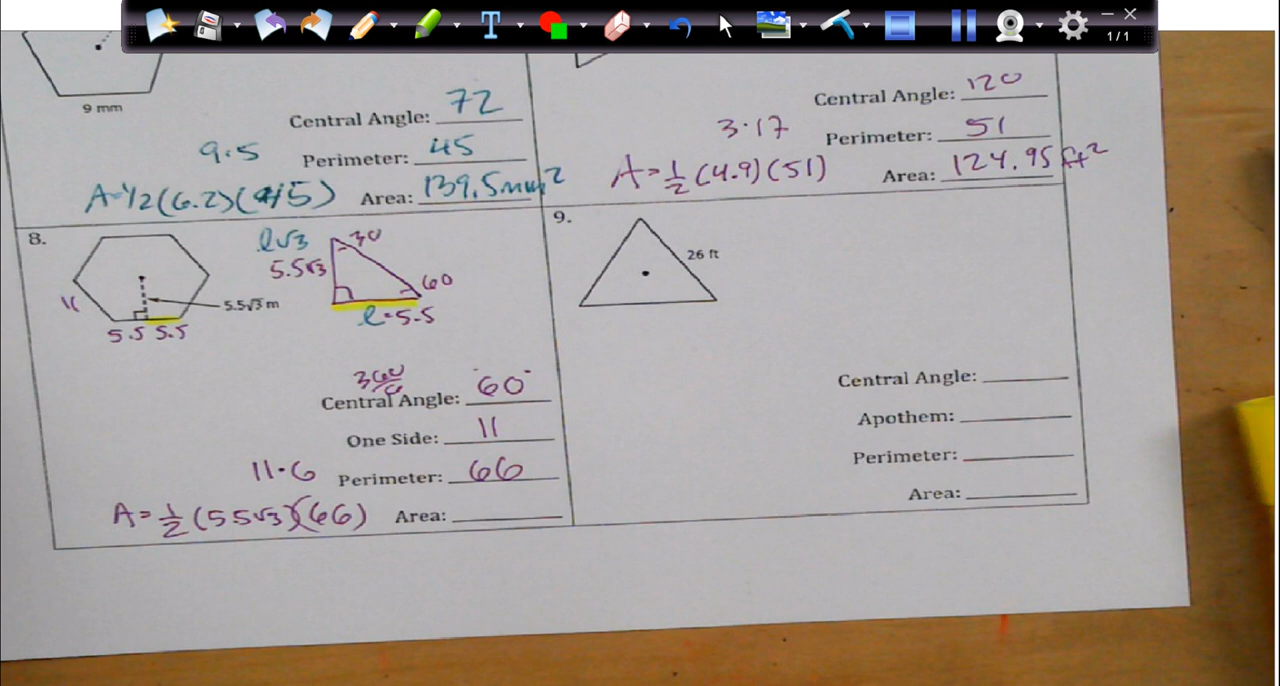 1/1
9 mm
Central Angle: 72
9.5 Perimeter: 45
A=1/2(6.2)(45) Area: 139.5mm2
Central Angle: 120
3·17 Perimeter: 51
A=1/2(4.9)(51) Area: 124.95 ft2
8.
l√3 30
5.5√3
60
11
5.5√3 m
5.5 5.5
l=5.5
360/6
Central Angle: 60°
One Side: 11
11·6 Perimeter: 66
A=1/2(55√3)(66) Area:
9.
26 ft
Central Angle:
Apothem:
Perimeter:
Area: